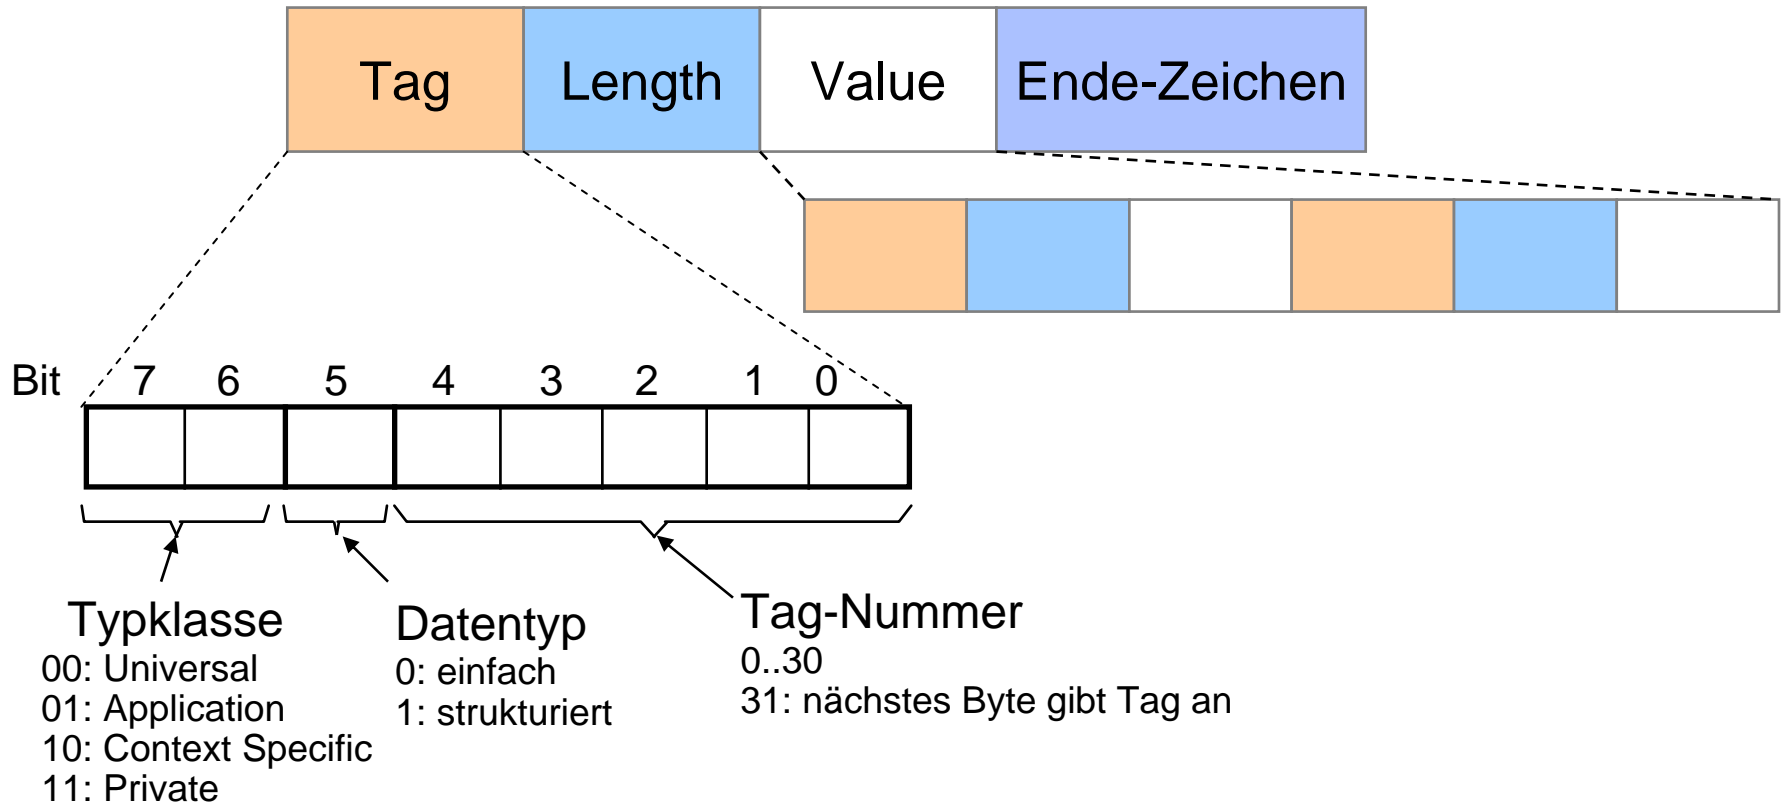 Tag Length Value Ende-Zeichen
Bit 7 6 5 4 3 2 1 0
Typklasse
00: Universal
01: Application
10: Context Specific
11: Private
Datentyp
0: einfach
1: strukturiert
Tag-Nummer
0..30
31: nächstes Byte gibt Tag an